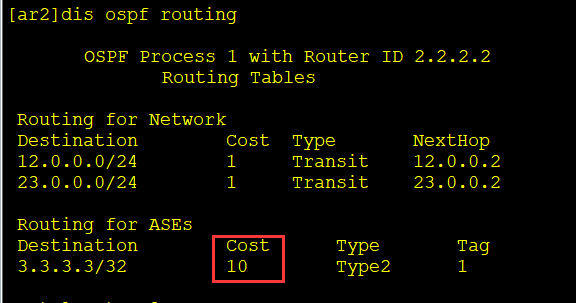 [ar2]dis ospf routing
OSPF Process 1 with Router ID 2.2.2.2
Routing Tables
Routing for Network
Destination Cost Type NextHop
12.0.0.0/24 1 Transit 12.0.0.2
23.0.0.0/24 1 Transit 23.0.0.2
Routing for ASEs
Destination Cost Type Tag
3.3.3.3/32 10 Type2 1